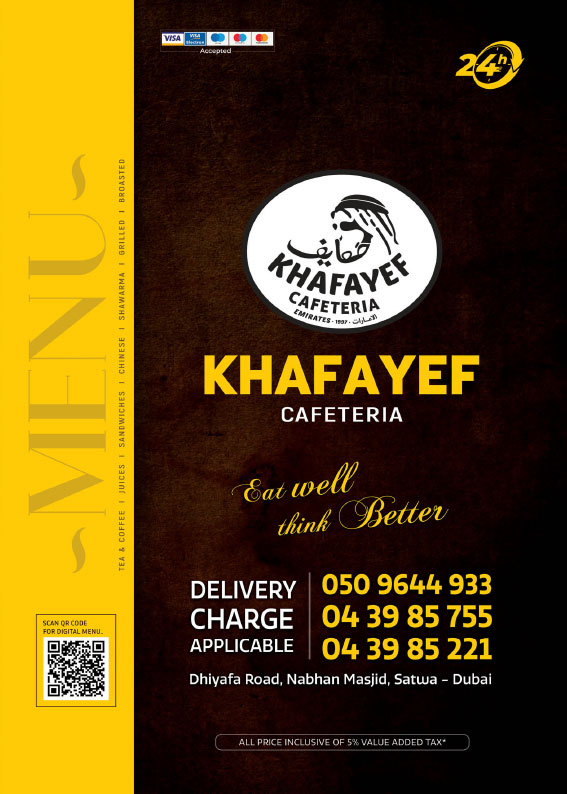 VISA VISA Electron
Accepted
24h
MENU
TEA & COFFEE I JUICES I SANDWICHES I CHINESE I SHAWARMA I GRILLED I BROASTED
خفايف
KHAFAYEF
CAFETERIA
EMIRATES - 1997 - الامارات
KHAFAYEF
CAFETERIA
Eat well
think Better
DELIVERY
CHARGE
APPLICABLE
050 9644 933
04 39 85 755
04 39 85 221
Dhiyafa Road, Nabhan Masjid, Satwa - Dubai
SCAN QR CODE
FOR DIGITAL MENU.
ALL PRICE INCLUSIVE OF 5% VALUE ADDED TAX*